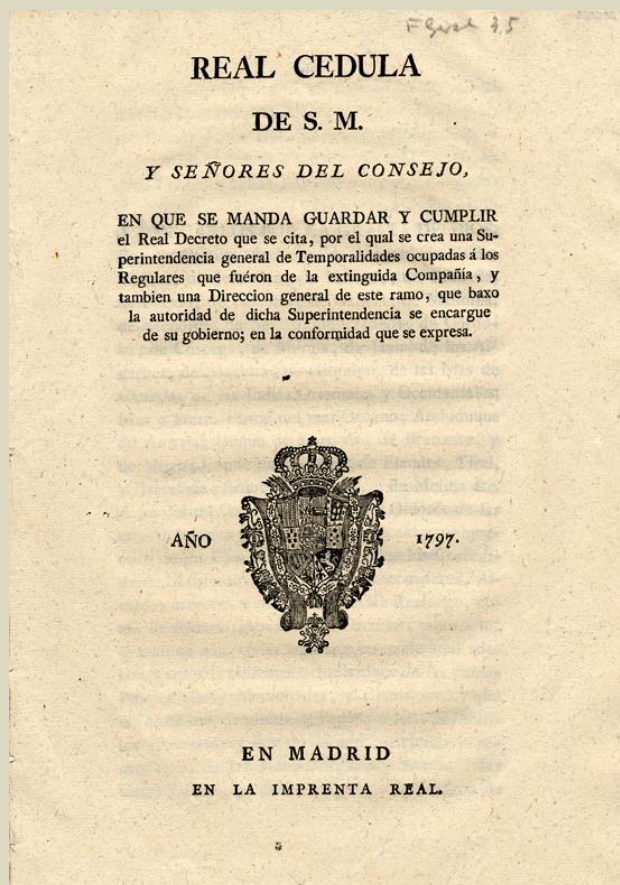 REAL CEDULA
DE S. M.
Y SEÑORES DEL CONSEJO,
EN QUE SE MANDA GUARDAR Y CUMPLIR
el Real Decreto que se cita, por el qual se crea una Su-
perintendencia general de Temporalidades ocupadas á los
Regulares que fuéron de la extinguida Compañía, y
tambien una Direccion general de este ramo, que baxo
la autoridad de dicha Superintendencia se encargue
de su gobierno; en la conformidad que se expresa.
AÑO 1797.
EN MADRID
EN LA IMPRENTA REAL.